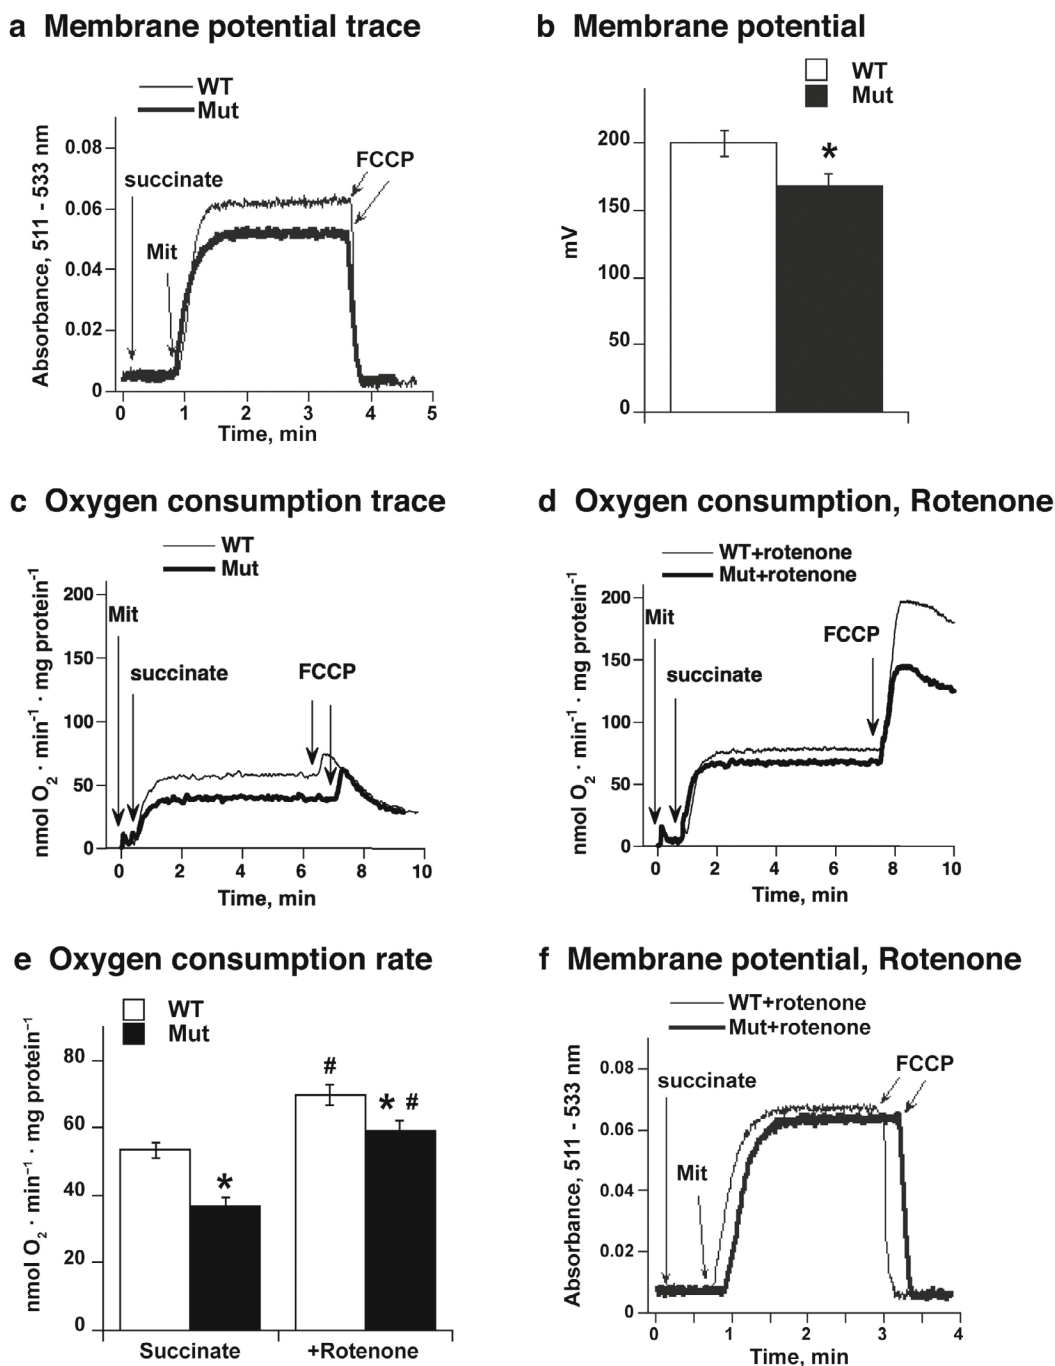 a Membrane potential trace
WT
Mut
Absorbance, 511 - 533 nm
0.08
0.06
0.04
0.02
0
succinate
Mit
FCCP
0 1 2 3 4 5
Time, min
b Membrane potential
WT
Mut
mV
200
150
100
50
0
*
c Oxygen consumption trace
WT
Mut
nmol O₂ · min⁻¹ · mg protein⁻¹
200
150
100
50
0
Mit
succinate
FCCP
0 2 4 6 8 10
Time, min
d Oxygen consumption, Rotenone
WT+rotenone
Mut+rotenone
nmol O₂ · min⁻¹ · mg protein⁻¹
200
150
100
50
0
Mit
succinate
FCCP
0 2 4 6 8 10
Time, min
e Oxygen consumption rate
WT
Mut
nmol O₂ · min⁻¹ · mg protein⁻¹
80
60
40
20
0
*
#
* #
Succinate +Rotenone
f Membrane potential, Rotenone
WT+rotenone
Mut+rotenone
Absorbance, 511 - 533 nm
0.08
0.06
0.04
0.02
0
succinate
Mit
FCCP
0 1 2 3 4
Time, min